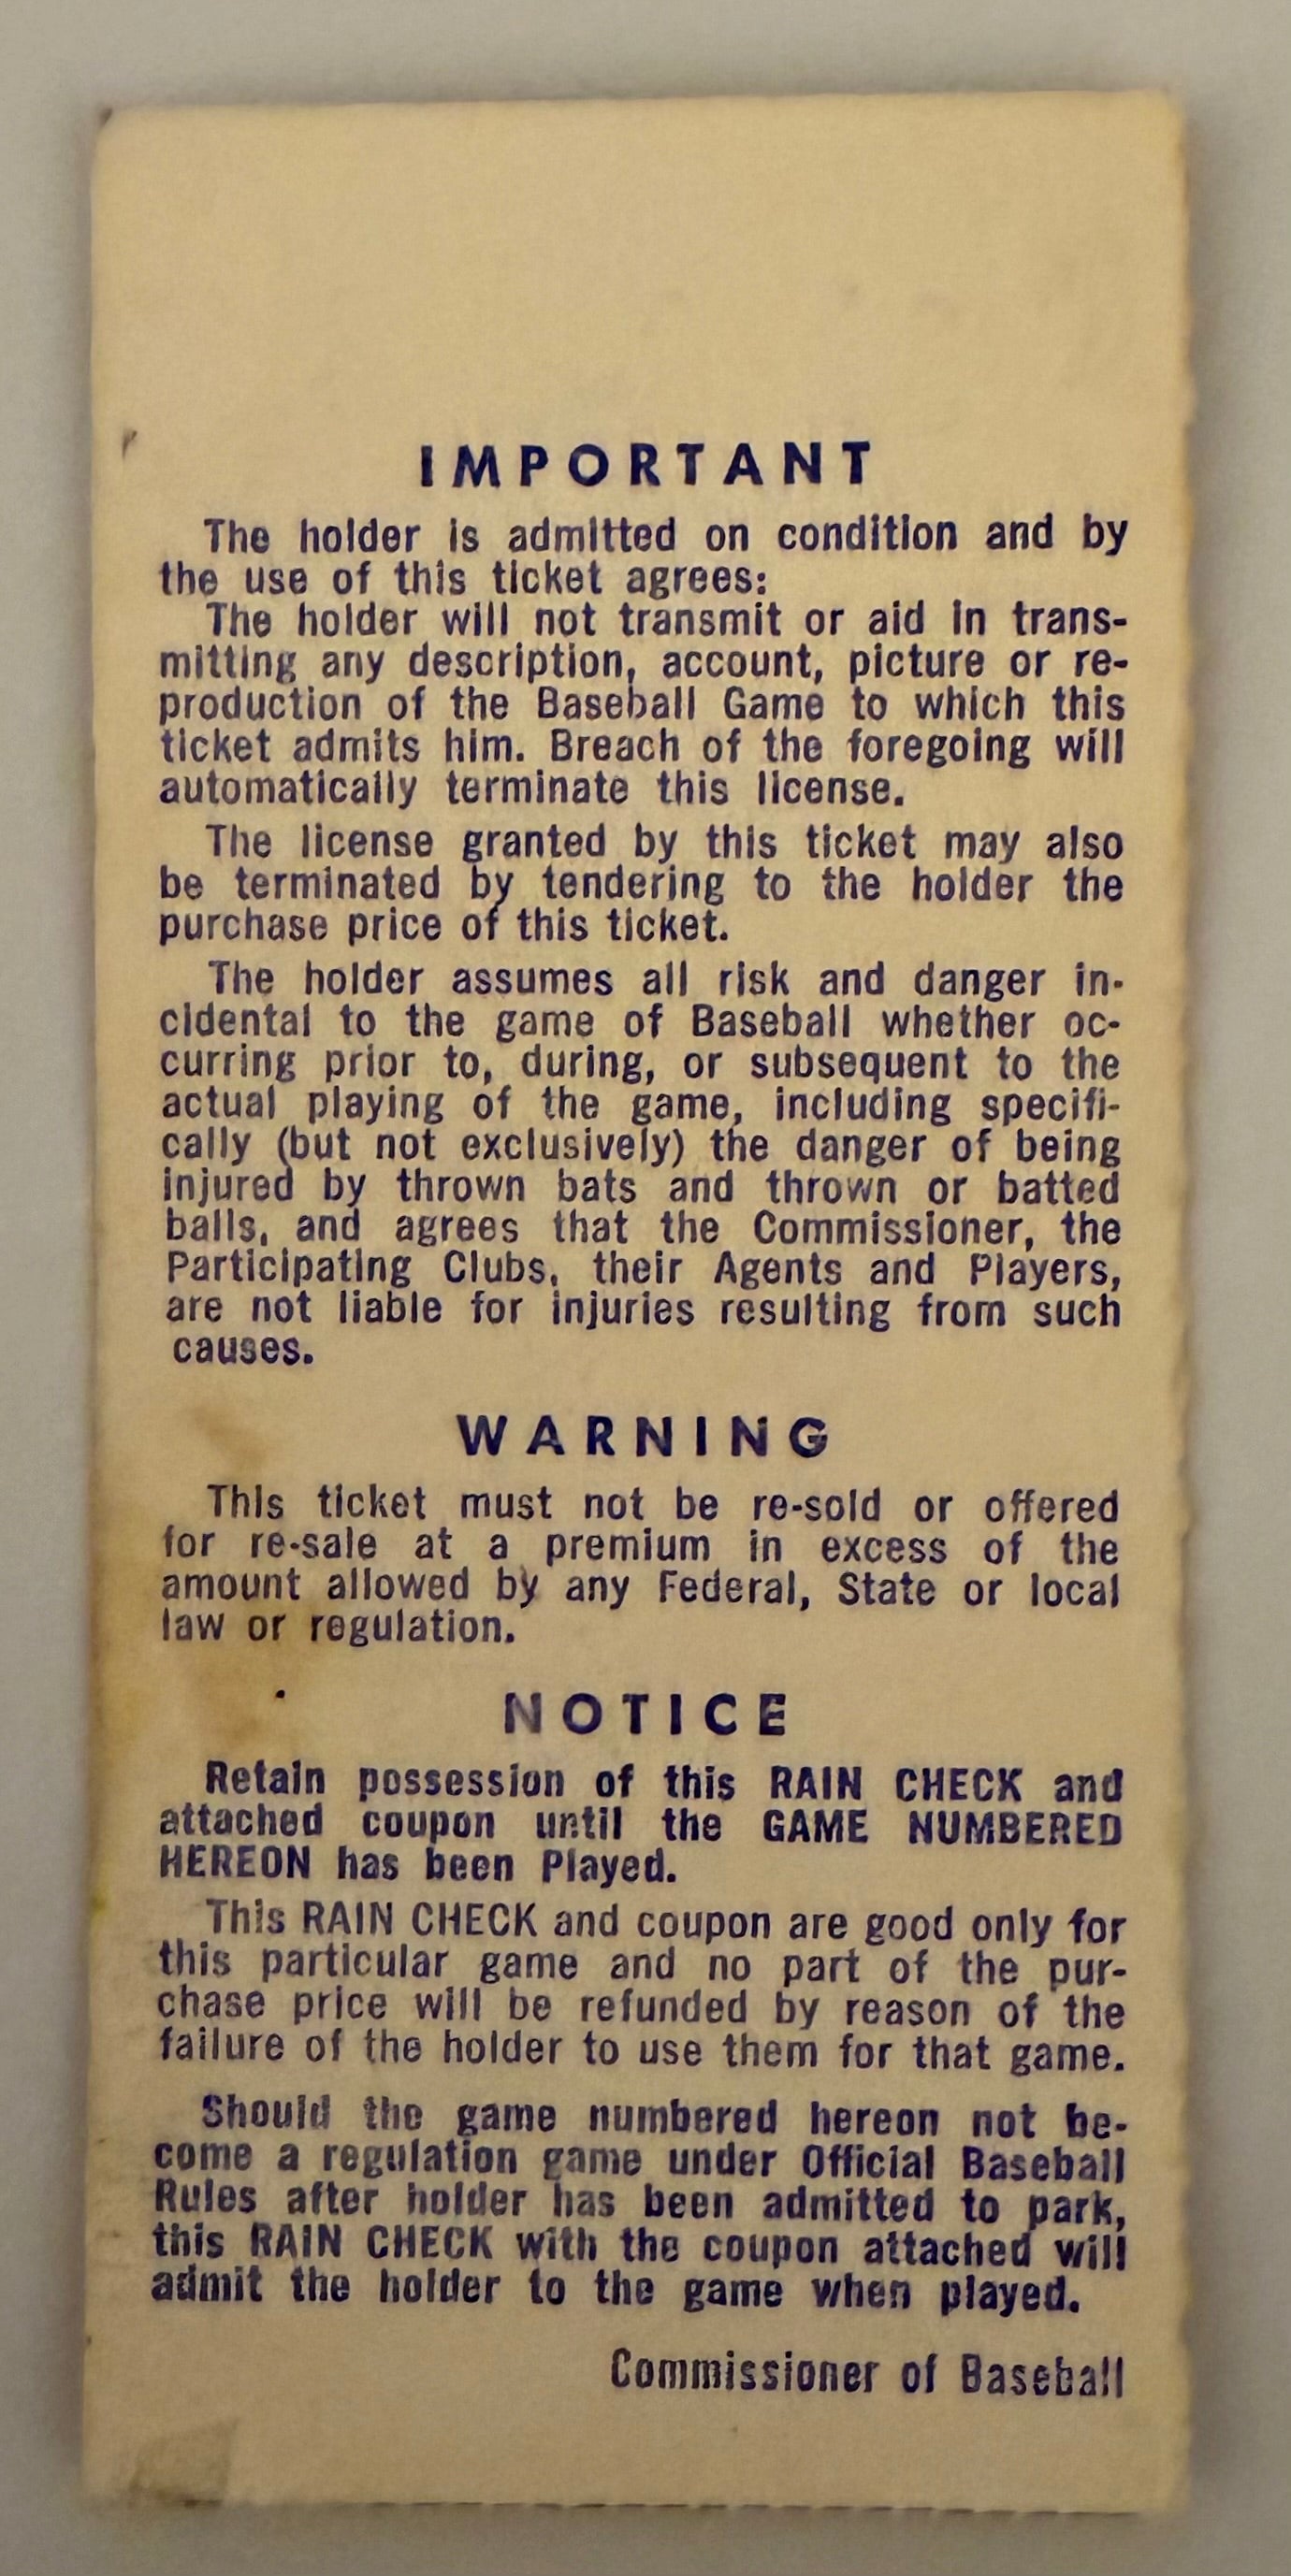 IMPORTANT
The holder is admitted on condition and by
the use of this ticket agrees:
The holder will not transmit or aid in trans-
mitting any description, account, picture or re-
production of the Baseball Game to which this
ticket admits him. Breach of the foregoing will
automatically terminate this license.
The license granted by this ticket may also
be terminated by tendering to the holder the
purchase price of this ticket.
The holder assumes all risk and danger in-
cidental to the game of Baseball whether oc-
curring prior to, during, or subsequent to the
actual playing of the game, including specifi-
cally (but not exclusively) the danger of being
injured by thrown bats and thrown or batted
balls, and agrees that the Commissioner, the
Participating Clubs, their Agents and Players,
are not liable for injuries resulting from such
causes.
WARNING
This ticket must not be re-sold or offered
for re-sale at a premium in excess of the
amount allowed by any Federal, State or local
law or regulation.
NOTICE
Retain possession of this RAIN CHECK and
attached coupon until the GAME NUMBERED
HEREON has been Played.
This RAIN CHECK and coupon are good only for
this particular game and no part of the pur-
chase price will be refunded by reason of the
failure of the holder to use them for that game.
Should the game numbered hereon not be-
come a regulation game under Official Baseball
Rules after holder has been admitted to park,
this RAIN CHECK with the coupon attached will
admit the holder to the game when played.
Commissioner of Baseball